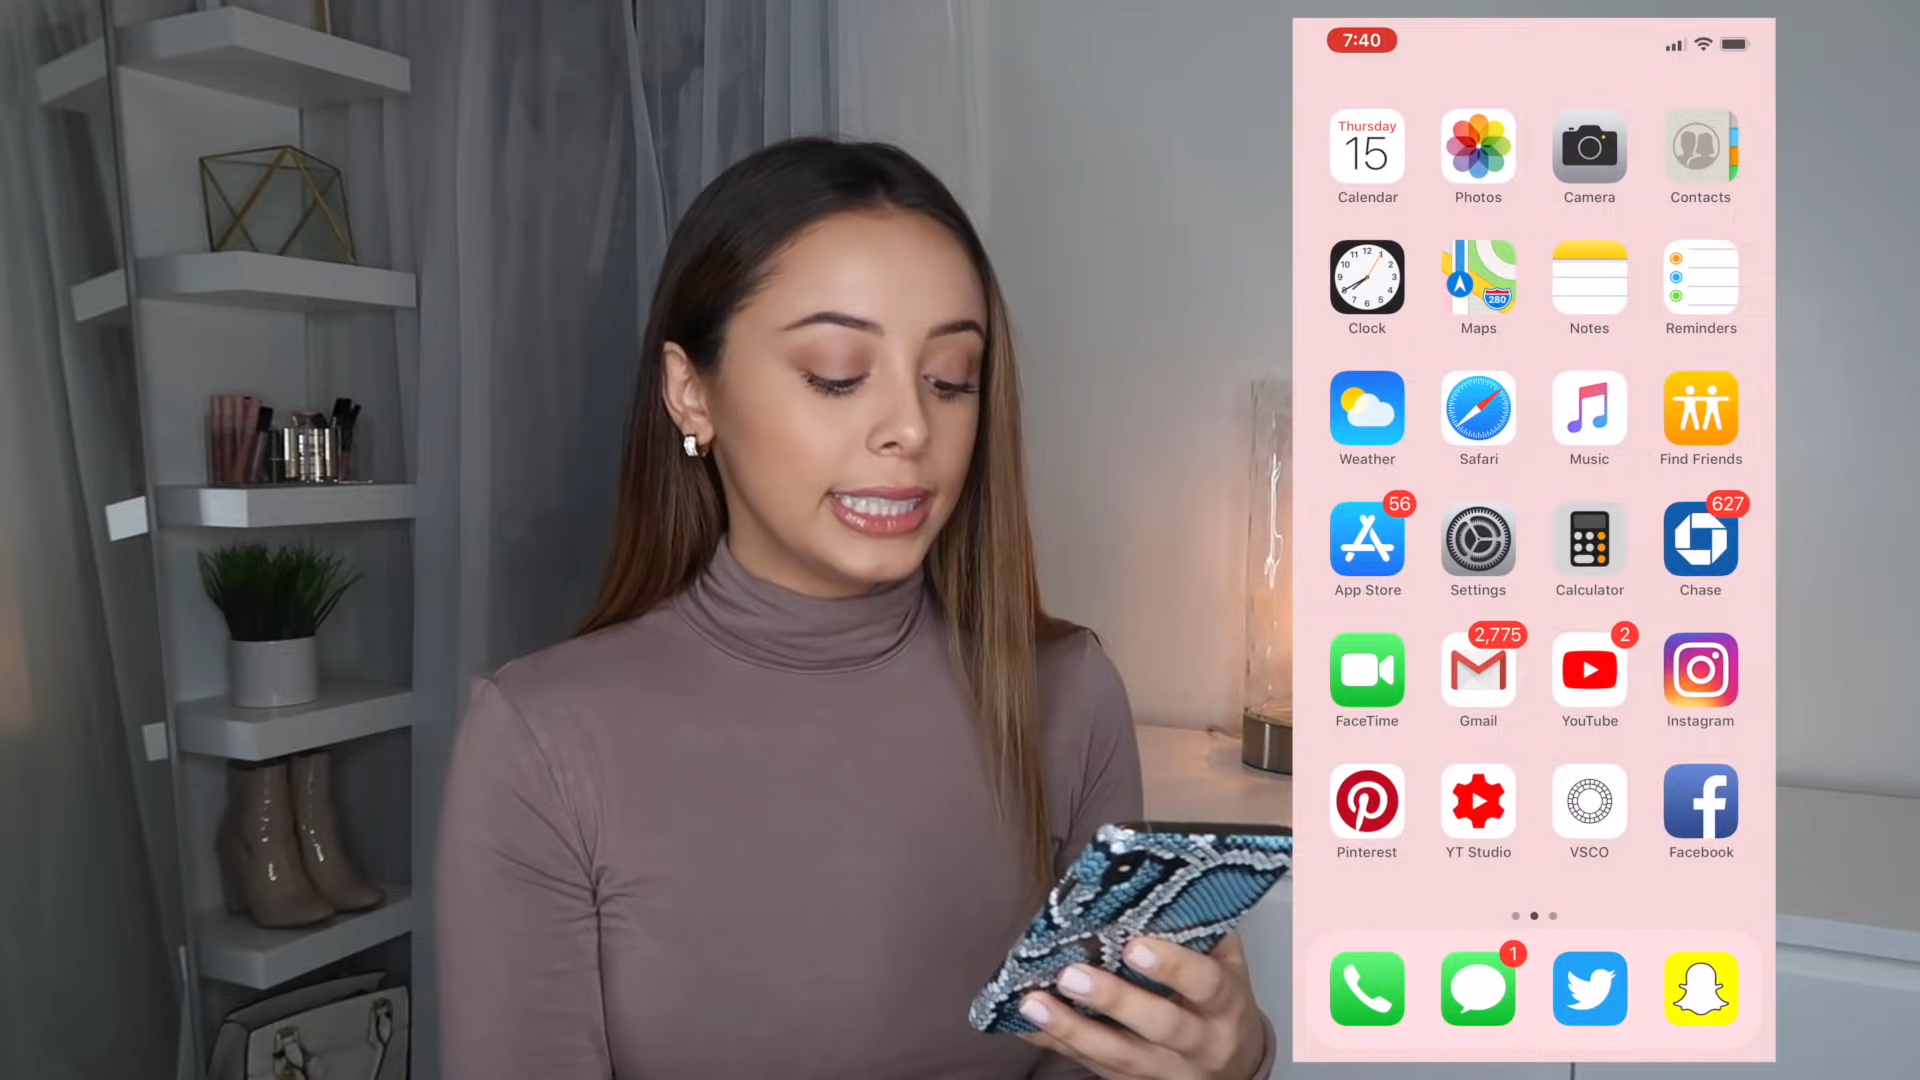 7:40
Thursday
15
Calendar Photos Camera Contacts
280
Clock Maps Notes Reminders
Weather Safari Music Find Friends
56 627
App Store Settings Calculator Chase
2,775 2
FaceTime Gmail YouTube Instagram
Pinterest YT Studio VSCO Facebook
1